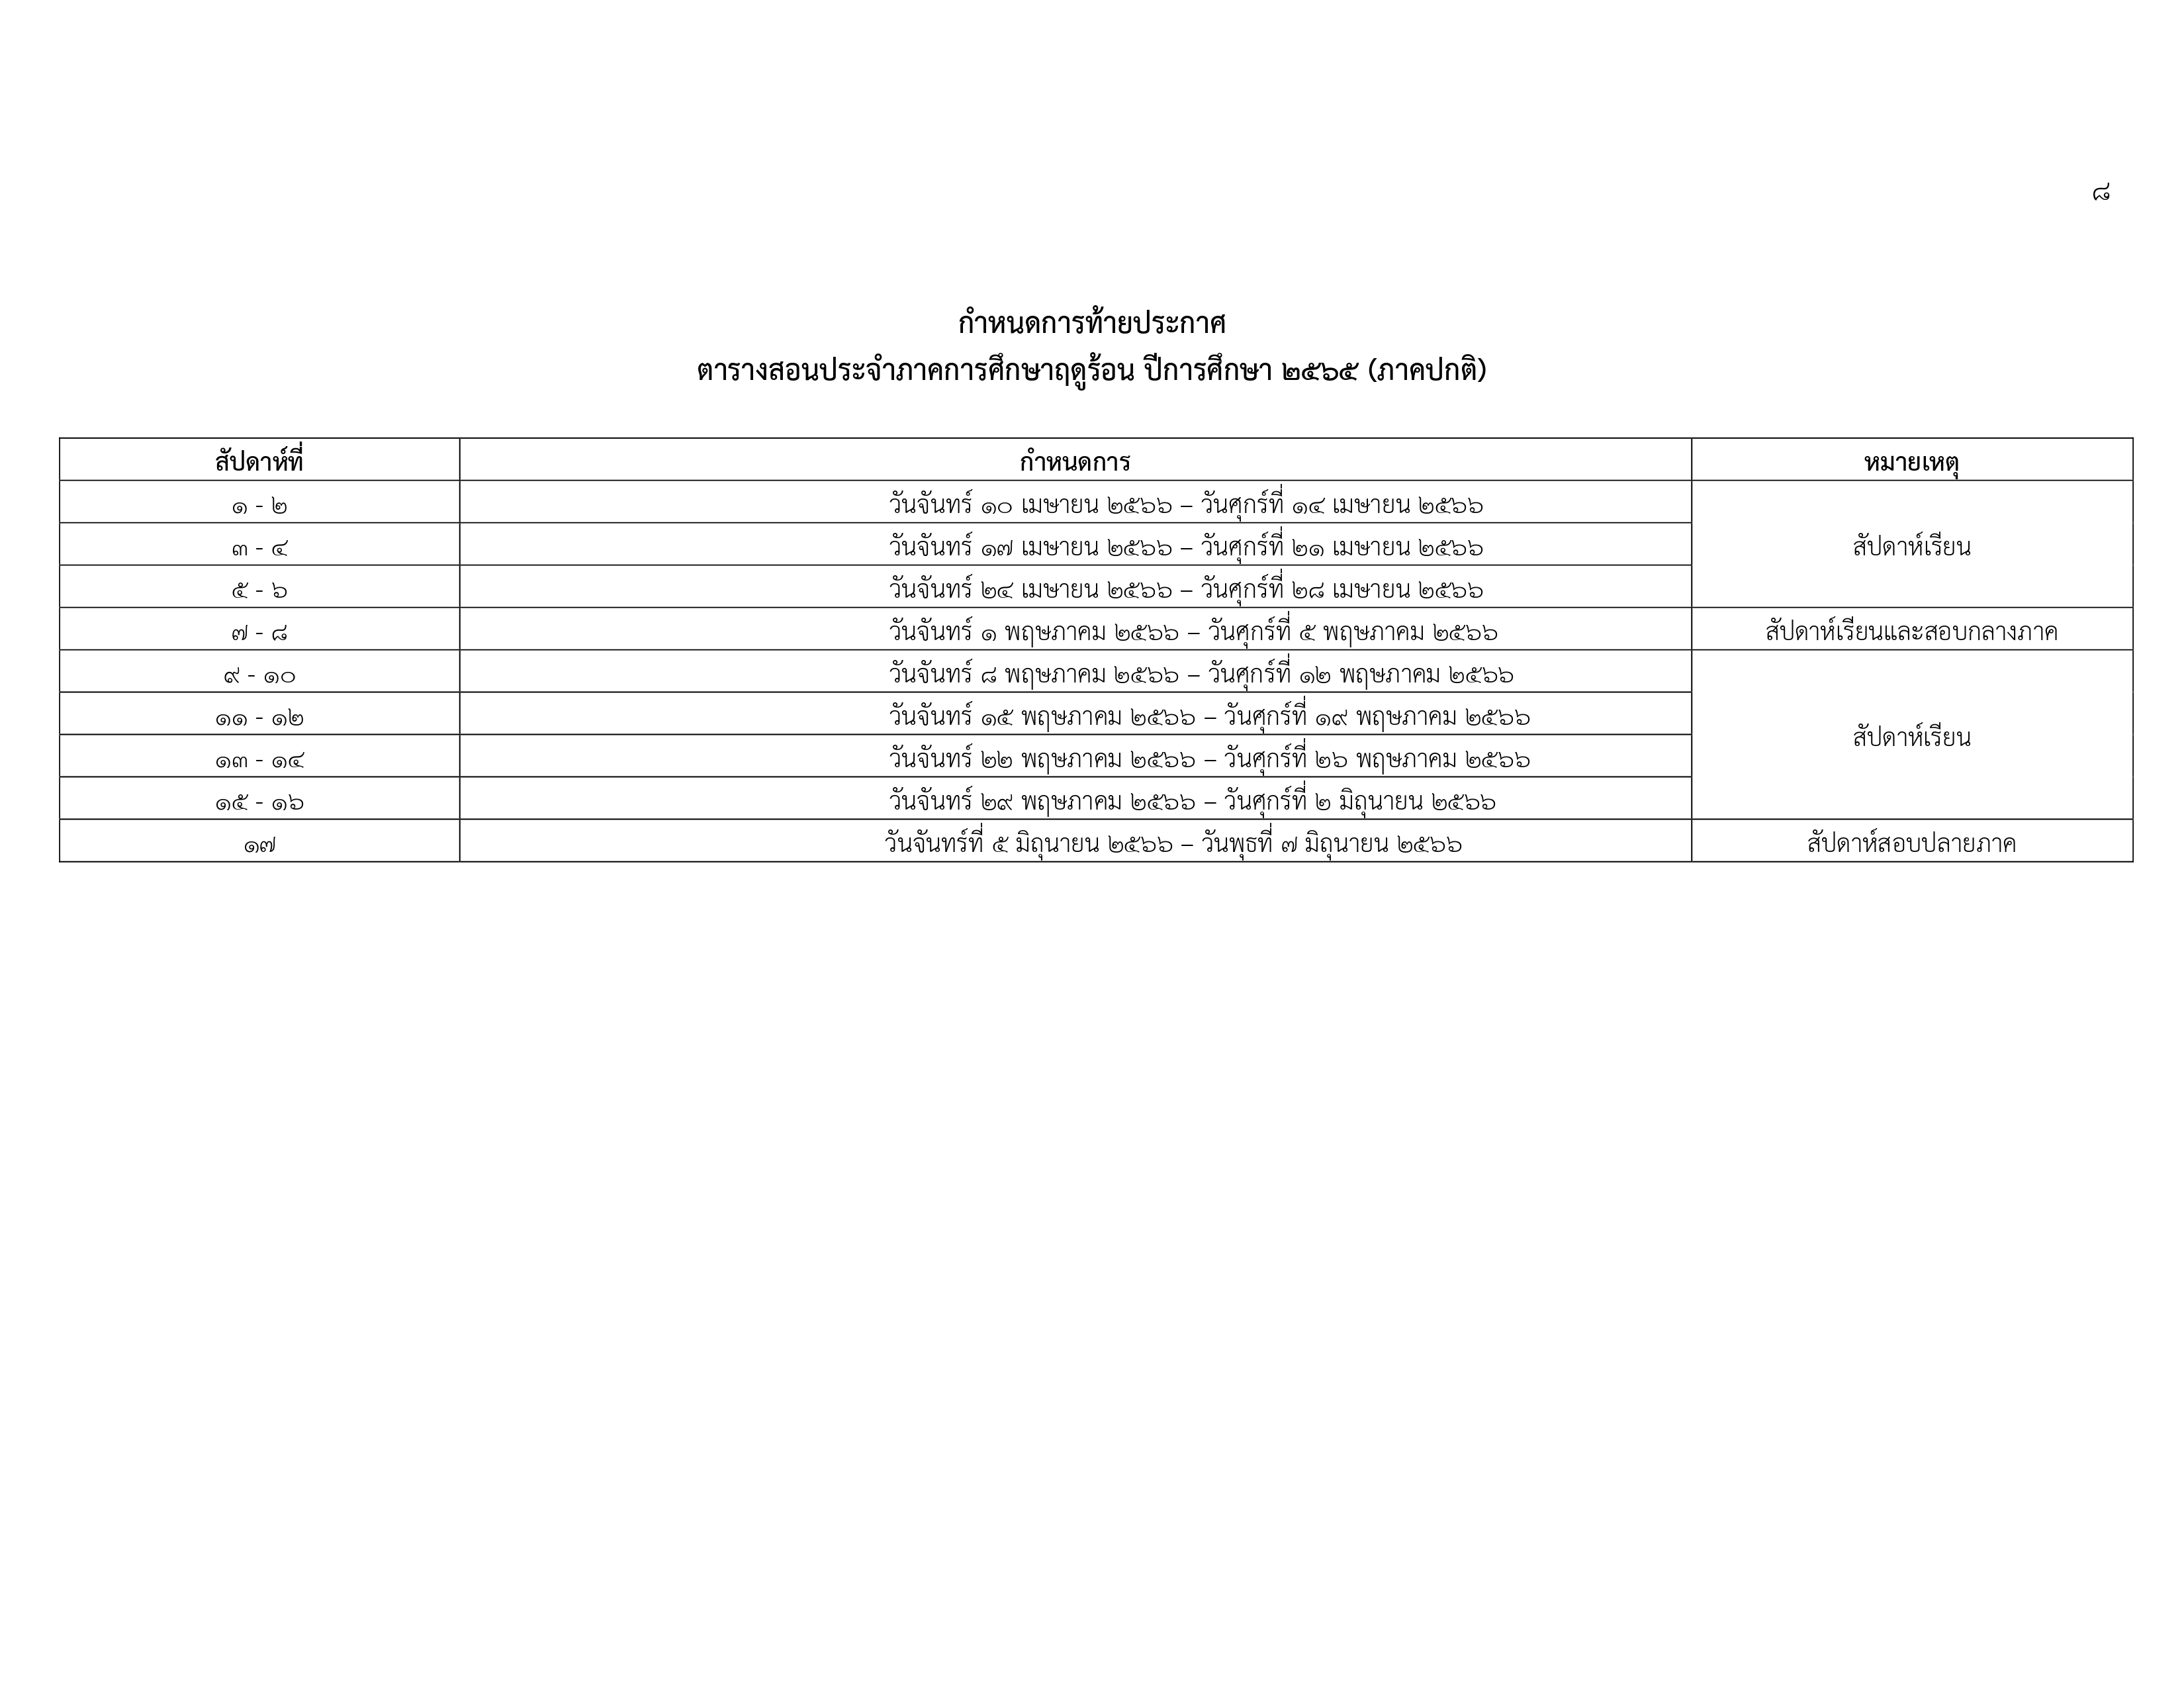 ๘
กำหนดการท้ายประกาศ
ตารางสอนประจำภาคการศึกษาฤดูร้อน ปีการศึกษา ๒๕๖๕ (ภาคปกติ)
สัปดาห์ที่ กำหนดการ หมายเหตุ
๑ - ๒ วันจันทร์ ๑๐ เมษายน ๒๕๖๖ – วันศุกร์ที่ ๑๔ เมษายน ๒๕๖๖
๓ - ๔ วันจันทร์ ๑๗ เมษายน ๒๕๖๖ – วันศุกร์ที่ ๒๑ เมษายน ๒๕๖๖ สัปดาห์เรียน
๕ - ๖ วันจันทร์ ๒๔ เมษายน ๒๕๖๖ – วันศุกร์ที่ ๒๘ เมษายน ๒๕๖๖
๗ - ๘ วันจันทร์ ๑ พฤษภาคม ๒๕๖๖ – วันศุกร์ที่ ๕ พฤษภาคม ๒๕๖๖ สัปดาห์เรียนและสอบกลางภาค
๙ - ๑๐ วันจันทร์ ๘ พฤษภาคม ๒๕๖๖ – วันศุกร์ที่ ๑๒ พฤษภาคม ๒๕๖๖
๑๑ - ๑๒ วันจันทร์ ๑๕ พฤษภาคม ๒๕๖๖ – วันศุกร์ที่ ๑๙ พฤษภาคม ๒๕๖๖
สัปดาห์เรียน
๑๓ - ๑๔ วันจันทร์ ๒๒ พฤษภาคม ๒๕๖๖ – วันศุกร์ที่ ๒๖ พฤษภาคม ๒๕๖๖
๑๕ - ๑๖ วันจันทร์ ๒๙ พฤษภาคม ๒๕๖๖ – วันศุกร์ที่ ๒ มิถุนายน ๒๕๖๖
๑๗ วันจันทร์ที่ ๕ มิถุนายน ๒๕๖๖ – วันพุธที่ ๗ มิถุนายน ๒๕๖๖ สัปดาห์สอบปลายภาค